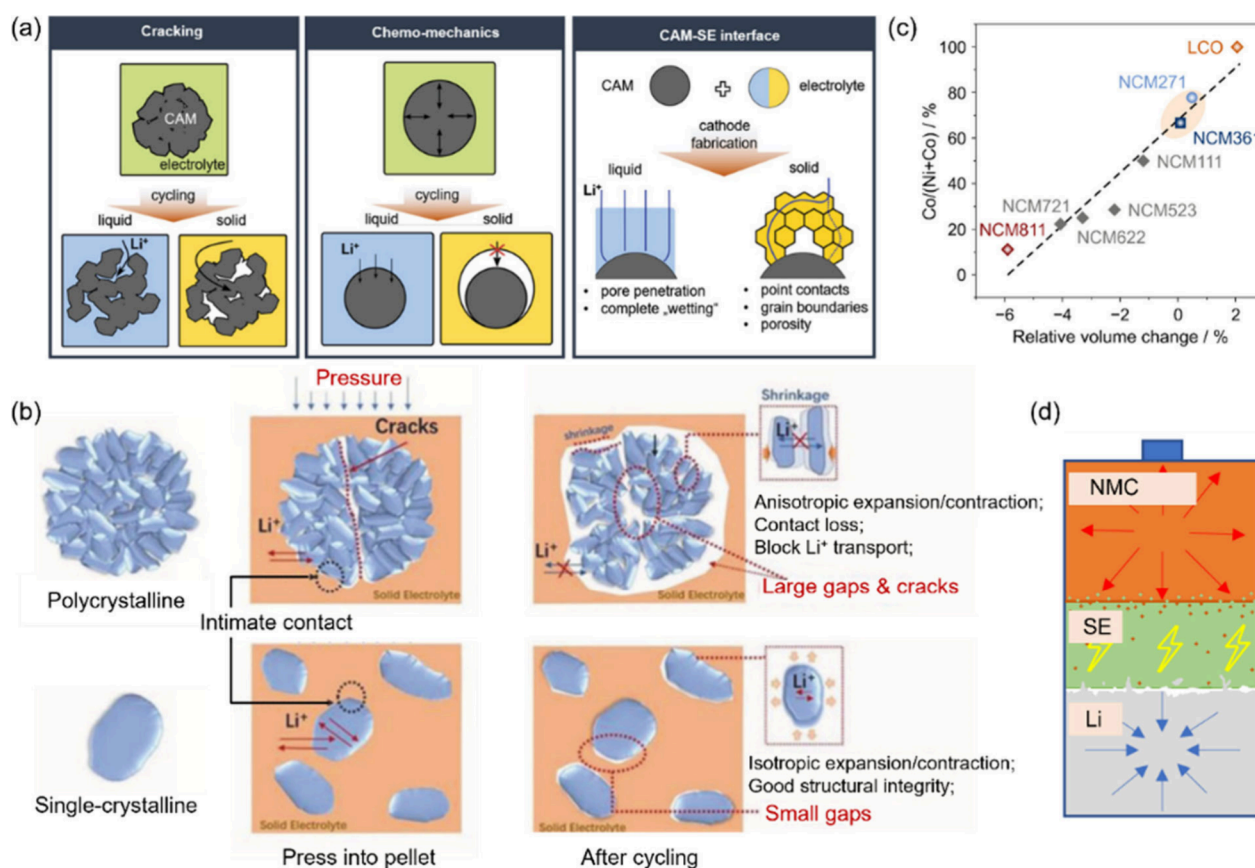 (a)
Cracking
CAM
electrolyte
cycling
liquid
solid
Li⁺
Chemo-mechanics
cycling
liquid
solid
Li⁺
CAM-SE interface
CAM
electrolyte
cathode
fabrication
liquid
solid
Li⁺
• pore penetration
• complete „wetting"
• point contacts
• grain boundaries
• porosity
(c)
Co/(Ni+Co) / %
100
80
60
40
20
0
LCO
NCM271
NCM361
NCM111
NCM721
NCM523
NCM622
NCM811
−6
−4
−2
0
2
Relative volume change / %
(b)
Polycrystalline
Pressure
Cracks
Li⁺
Solid Electrolyte
shrinkage
Li⁺
Solid Electrolyte
Shrinkage
Li⁺
Anisotropic expansion/contraction;
Contact loss;
Block Li⁺ transport;
Large gaps & cracks
Intimate contact
Single-crystalline
Li⁺
Solid Electrolyte
Press into pellet
Solid Electrolyte
After cycling
Li⁺
Isotropic expansion/contraction;
Good structural integrity;
Small gaps
(d)
NMC
SE
Li